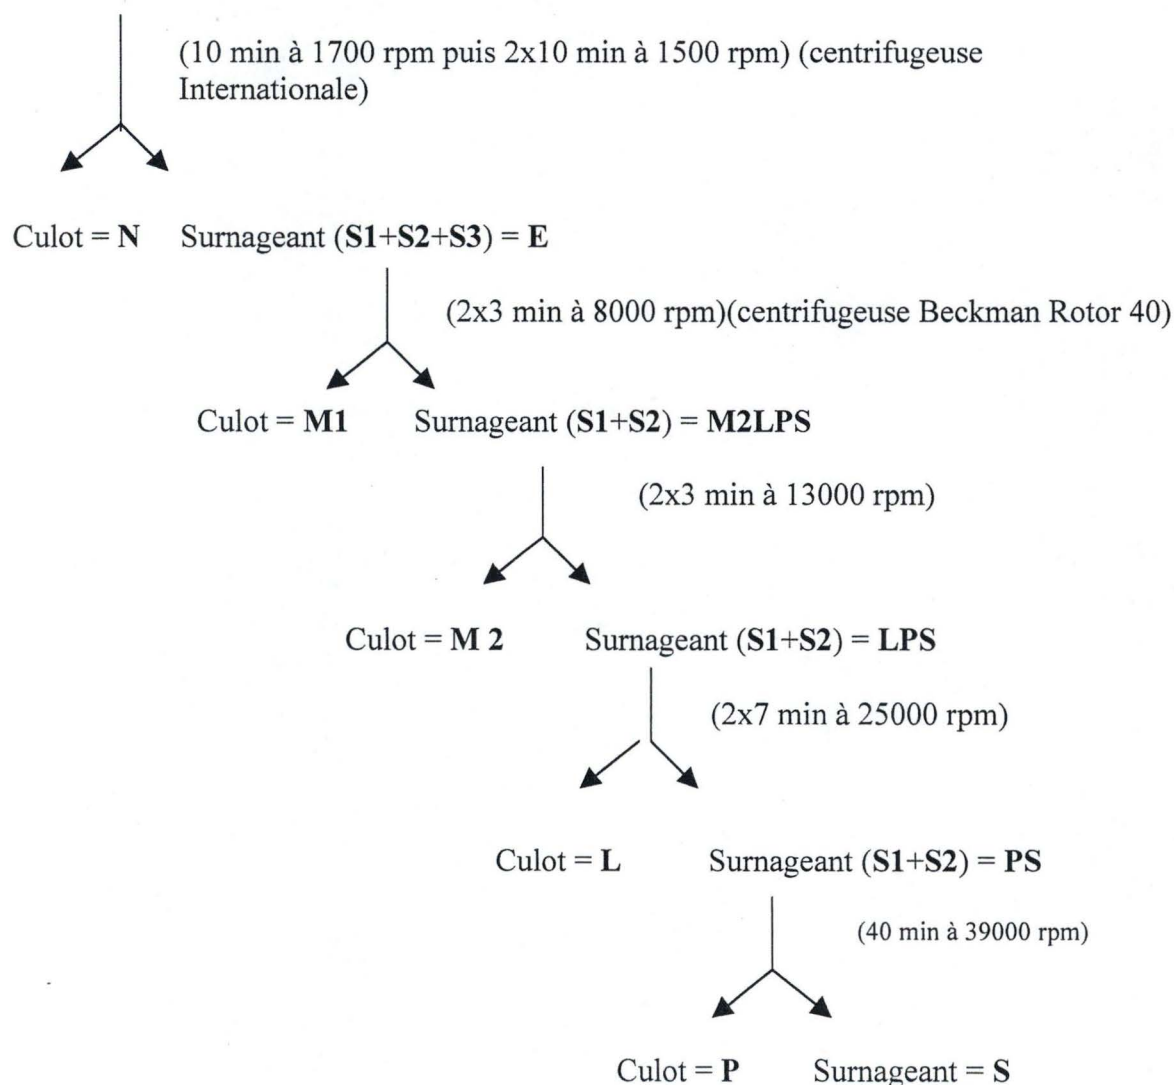 (10 min à 1700 rpm puis 2x10 min à 1500 rpm) (centrifugeuse
Internationale)
Culot = N Surnageant (S1+S2+S3) = E
(2x3 min à 8000 rpm)(centrifugeuse Beckman Rotor 40)
Culot = M1 Surnageant (S1+S2) = M2LPS
(2x3 min à 13000 rpm)
Culot = M 2 Surnageant (S1+S2) = LPS
(2x7 min à 25000 rpm)
Culot = L Surnageant (S1+S2) = PS
(40 min à 39000 rpm)
Culot = P Surnageant = S